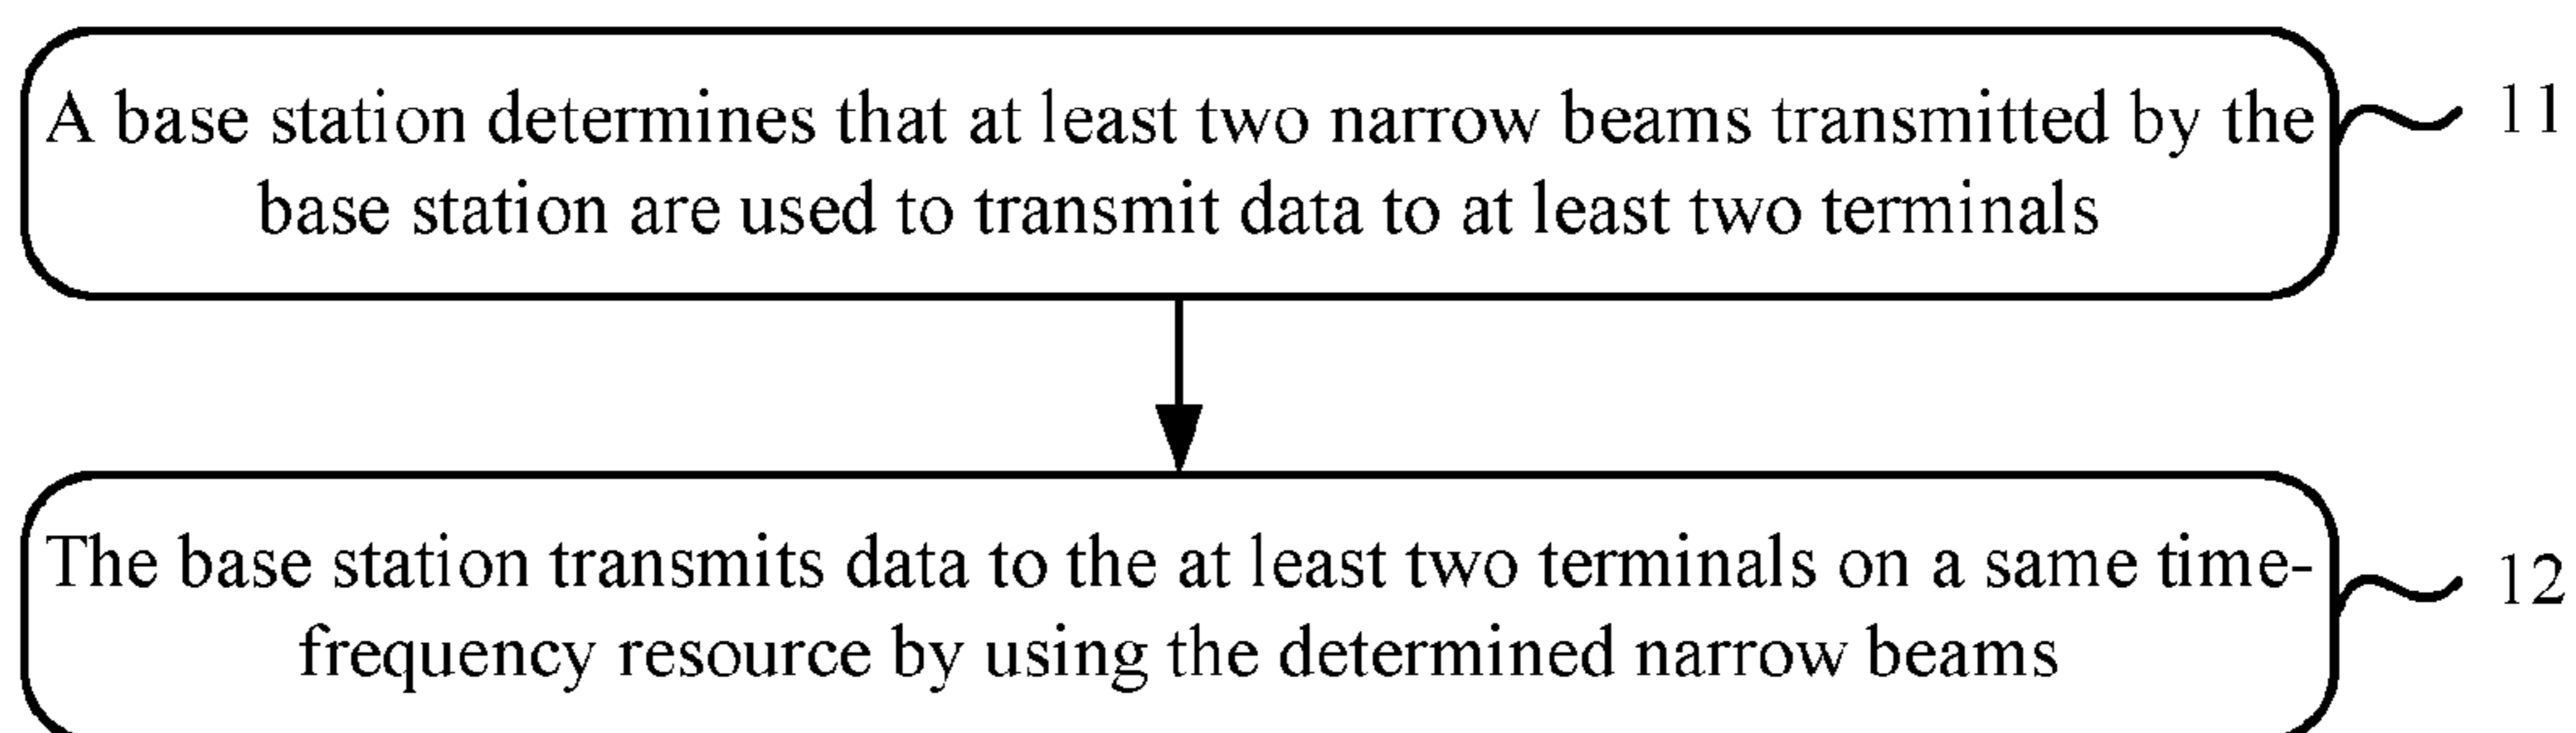 A base station determines that at least two narrow beams transmitted by the
base station are used to transmit data to at least two terminals
11
The base station transmits data to the at least two terminals on a same time-
frequency resource by using the determined narrow beams
12